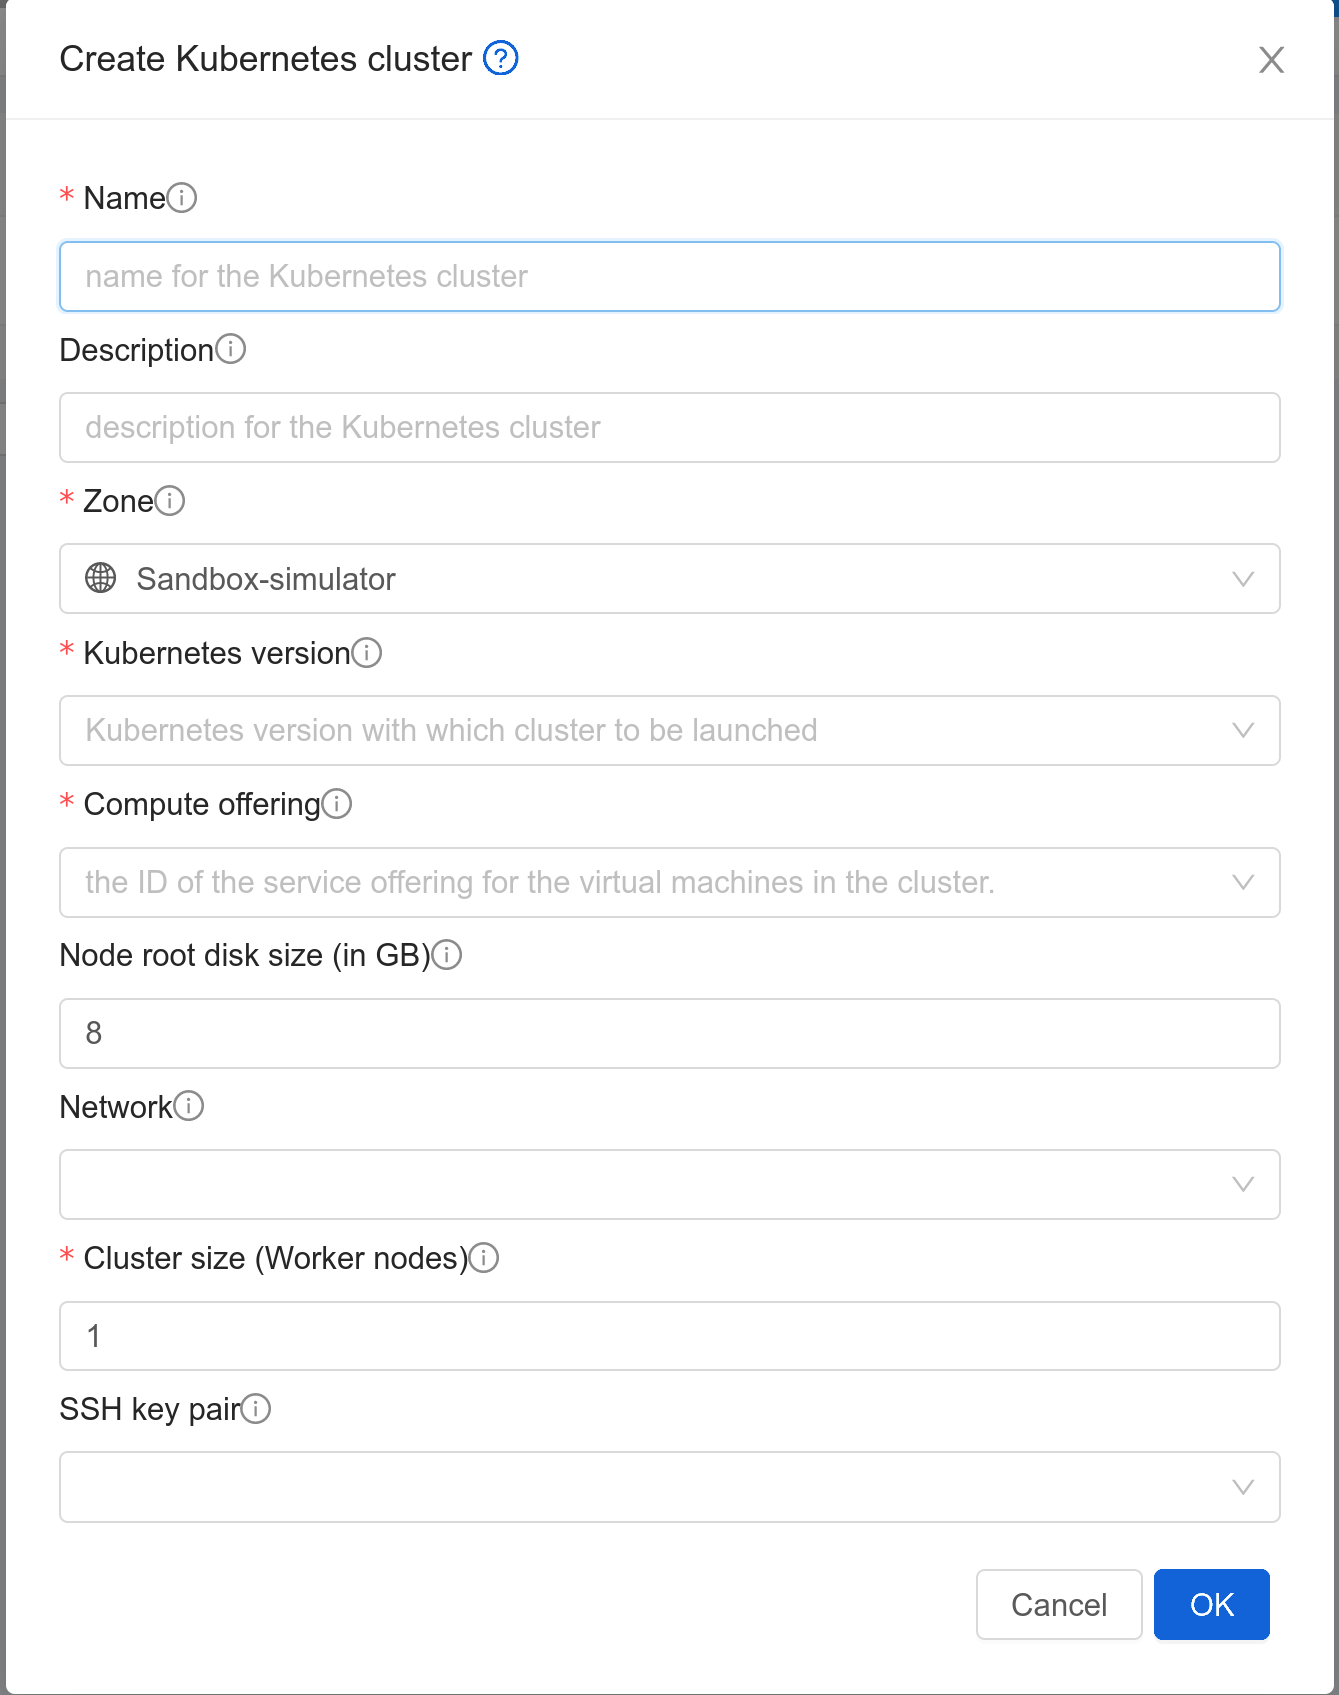 Create Kubernetes cluster
* Name
name for the Kubernetes cluster
Description
description for the Kubernetes cluster
* Zone
Sandbox-simulator
* Kubernetes version
Kubernetes version with which cluster to be launched
* Compute offering
the ID of the service offering for the virtual machines in the cluster.
Node root disk size (in GB)
8
Network
* Cluster size (Worker nodes)
1
SSH key pair
Cancel OK